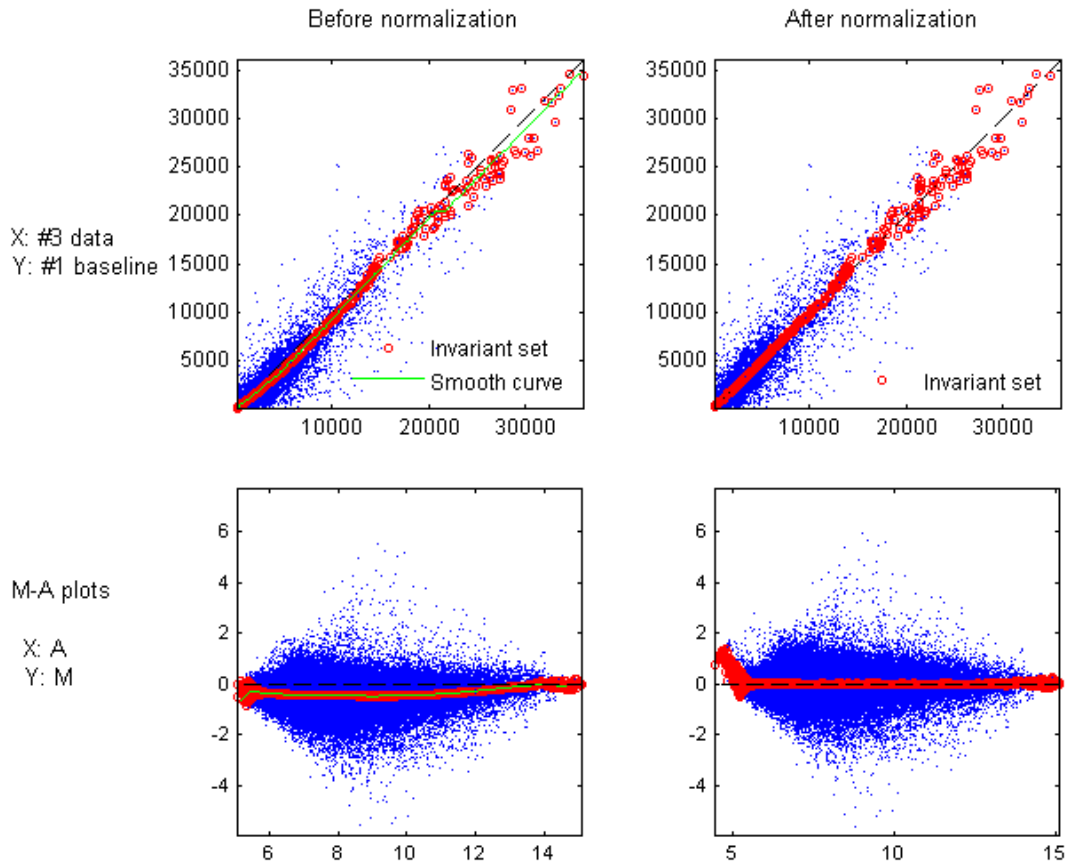 Before normalization
After normalization
35000
30000
25000
20000
15000
10000
5000
10000 20000 30000
Invariant set
Smooth curve
35000
30000
25000
20000
15000
10000
5000
10000 20000 30000
Invariant set
X: #3 data
Y: #1 baseline
M-A plots
X: A
Y: M
6
4
2
0
-2
-4
6 8 10 12 14
6
4
2
0
-2
-4
5 10 15